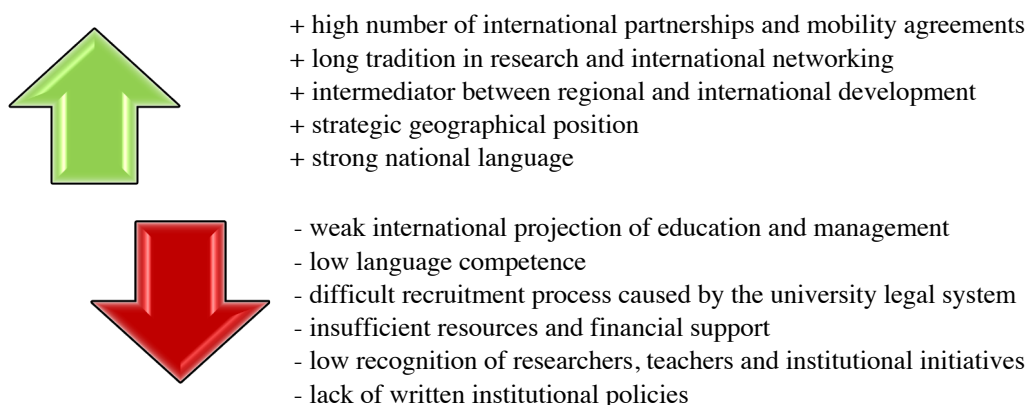 + high number of international partnerships and mobility agreements
+ long tradition in research and international networking
+ intermediator between regional and international development
+ strategic geographical position
+ strong national language
- weak international projection of education and management
- low language competence
- difficult recruitment process caused by the university legal system
- insufficient resources and financial support
- low recognition of researchers, teachers and institutional initiatives
- lack of written institutional policies